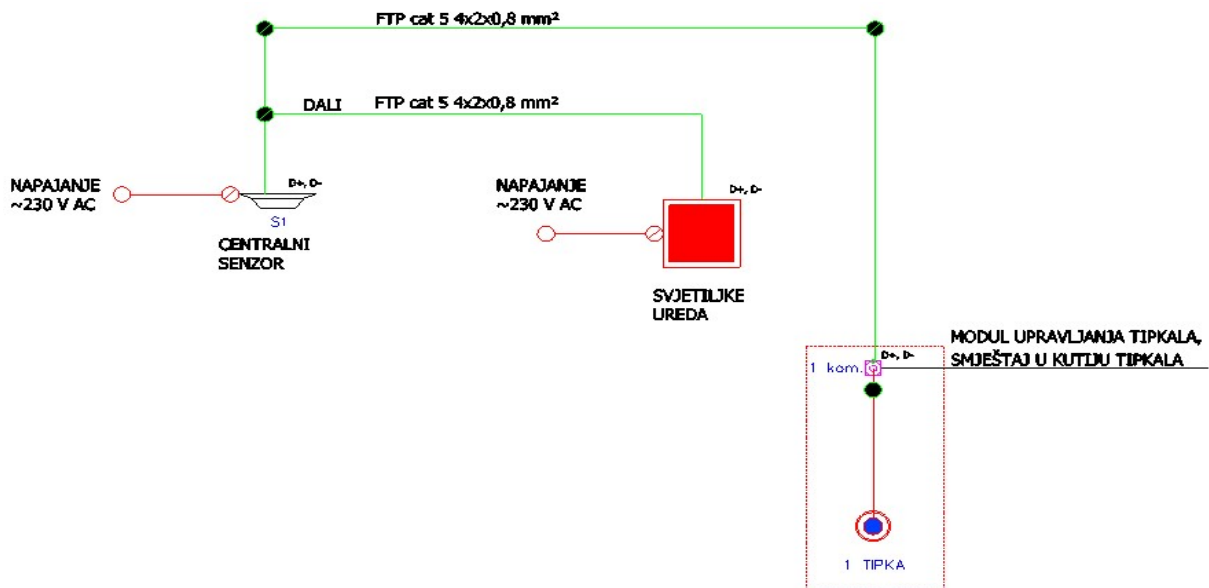 FTP cat 5 4x2x0,8 mm²
DALI
FTP cat 5 4x2x0,8 mm²
NAPAJANJE
~230 V AC
D+, D-
S1
CENTRALNI
SENZOR
NAPAJANJE
~230 V AC
D+, D-
SVJETILJKE
UREDA
MODUL UPRAVLJANJA TIPKALA,
SMJEŠTAJ U KUTIJU TIPKALA
D+, D-
1 kom.
1 TIPKA